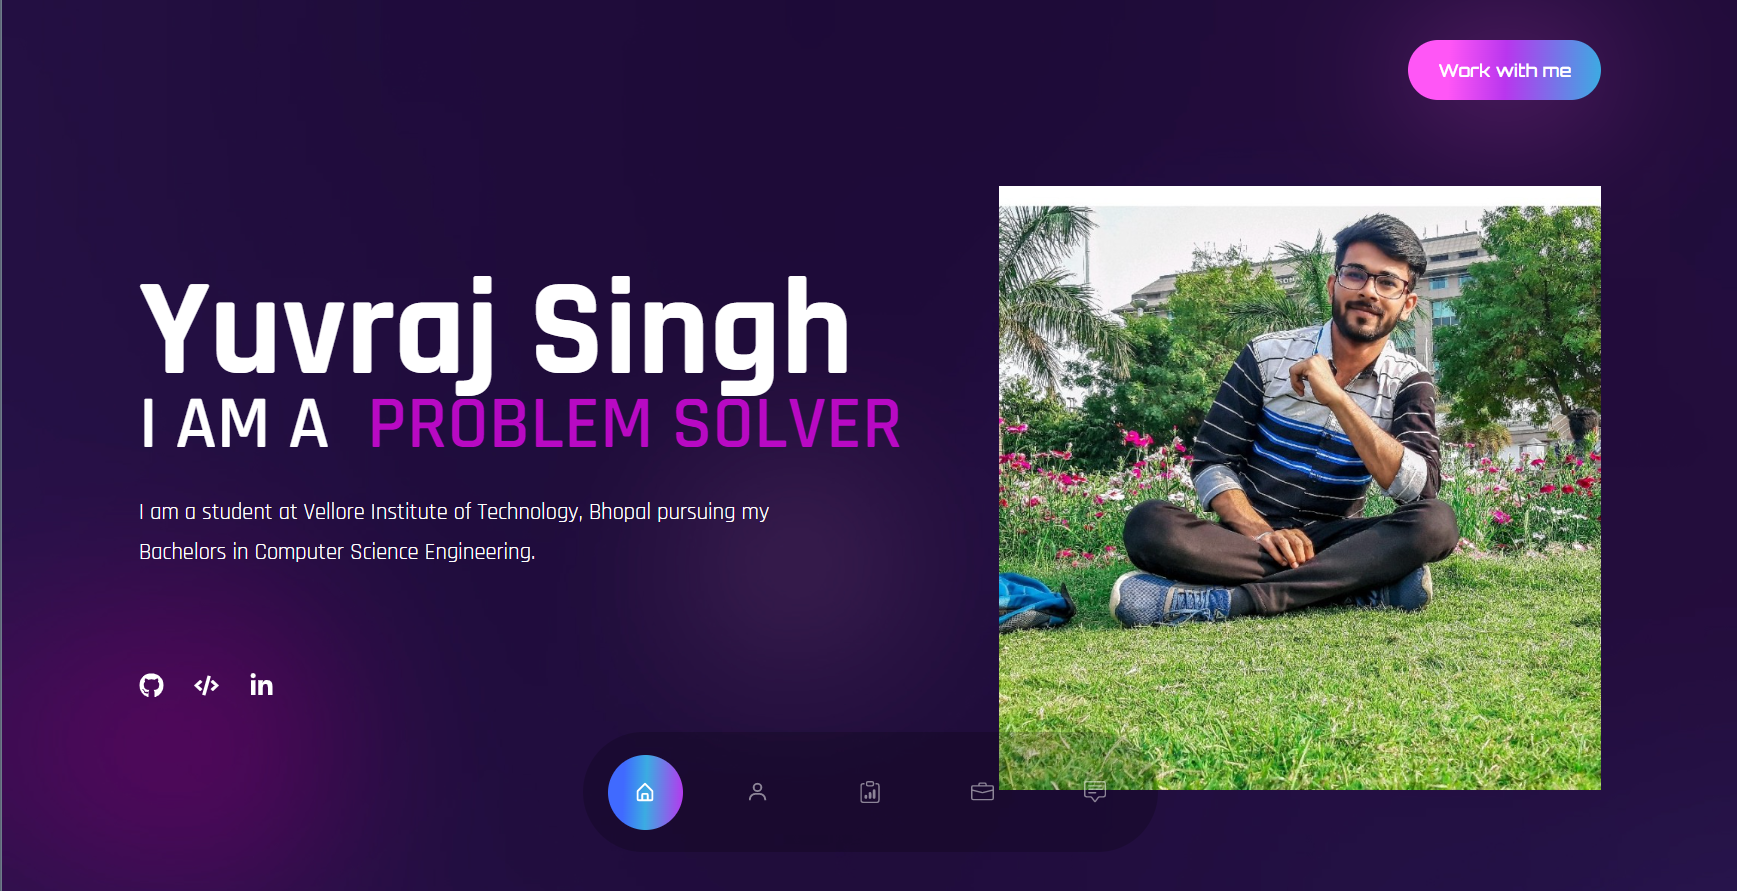 Work with me
Yuvraj Singh
I AM A PROBLEM SOLVER
I am a student at Vellore Institute of Technology, Bhopal pursuing my
Bachelors in Computer Science Engineering.
in